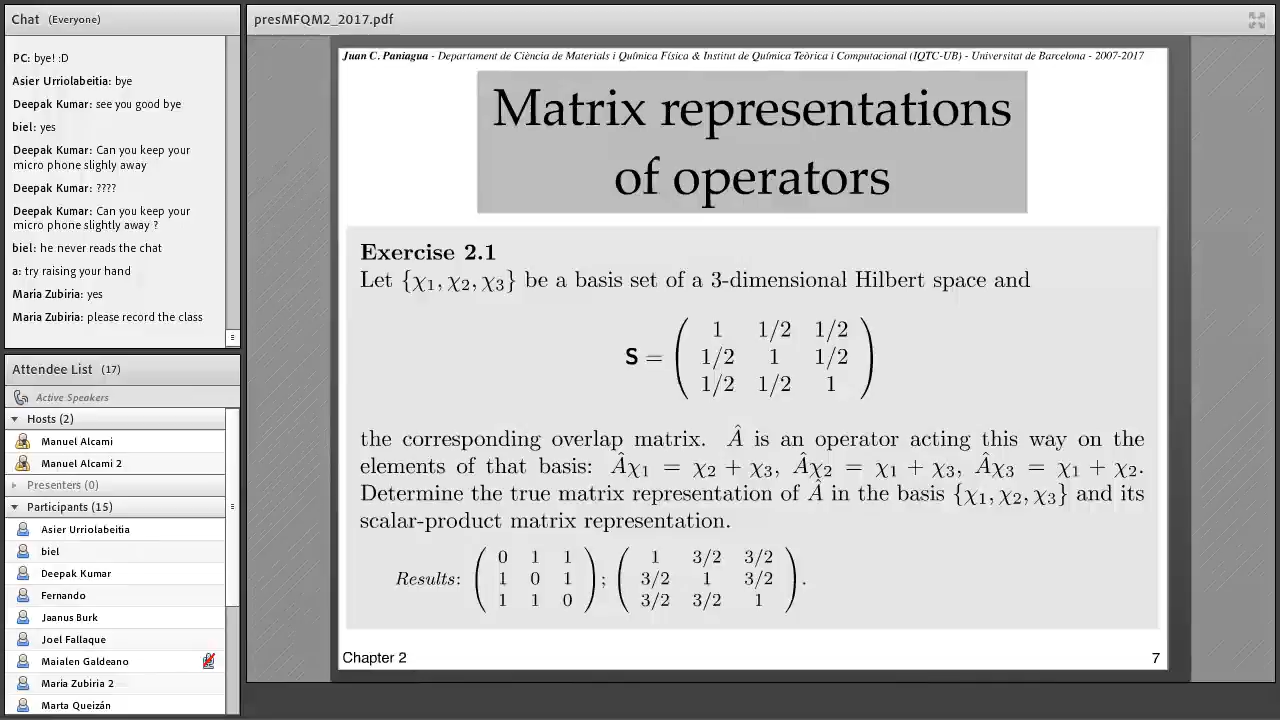 Chat (Everyone)
PC: bye! :D
Asier Urriolabeitia: bye
Deepak Kumar: see you good bye
biel: yes
Deepak Kumar: Can you keep your
micro phone slighly away
Deepak Kumar: ????
Deepak Kumar: Can you keep your
micro phone slightly away ?
biel: he never reads the chat
a: try raising your hand
Maria Zubiria: yes
Maria Zubiria: please record the class
Attendee List (17)
Active Speakers
Hosts (2)
Manuel Alcami
Manuel Alcami 2
Presenters (0)
Participants (15)
Asier Urriolabeitia
biel
Deepak Kumar
Fernando
Jaanus Burk
Joel Fallaque
Maialen Galdeano
Maria Zubiria 2
Marta Queizán
presMFQM2_2017.pdf
Juan C. Paniagua - Departament de Ciència de Materials i Química Física & Institut de Química Teòrica i Computacional (IQTC-UB) - Universitat de Barcelona - 2007-2017
Matrix representations
of operators
Exercise 2.1
Let {χ₁, χ₂, χ₃} be a basis set of a 3-dimensional Hilbert space and
1 1/2 1/2
S = ( 1/2 1 1/2 )
1/2 1/2 1
the corresponding overlap matrix. Â is an operator acting this way on the
elements of that basis: Âχ₁ = χ₂ + χ₃, Âχ₂ = χ₁ + χ₃, Âχ₃ = χ₁ + χ₂.
Determine the true matrix representation of Â in the basis {χ₁, χ₂, χ₃} and its
scalar-product matrix representation.
0 1 1 1 3/2 3/2
Results: ( 1 0 1 ) ; ( 3/2 1 3/2 ) .
1 1 0 3/2 3/2 1
Chapter 2
7